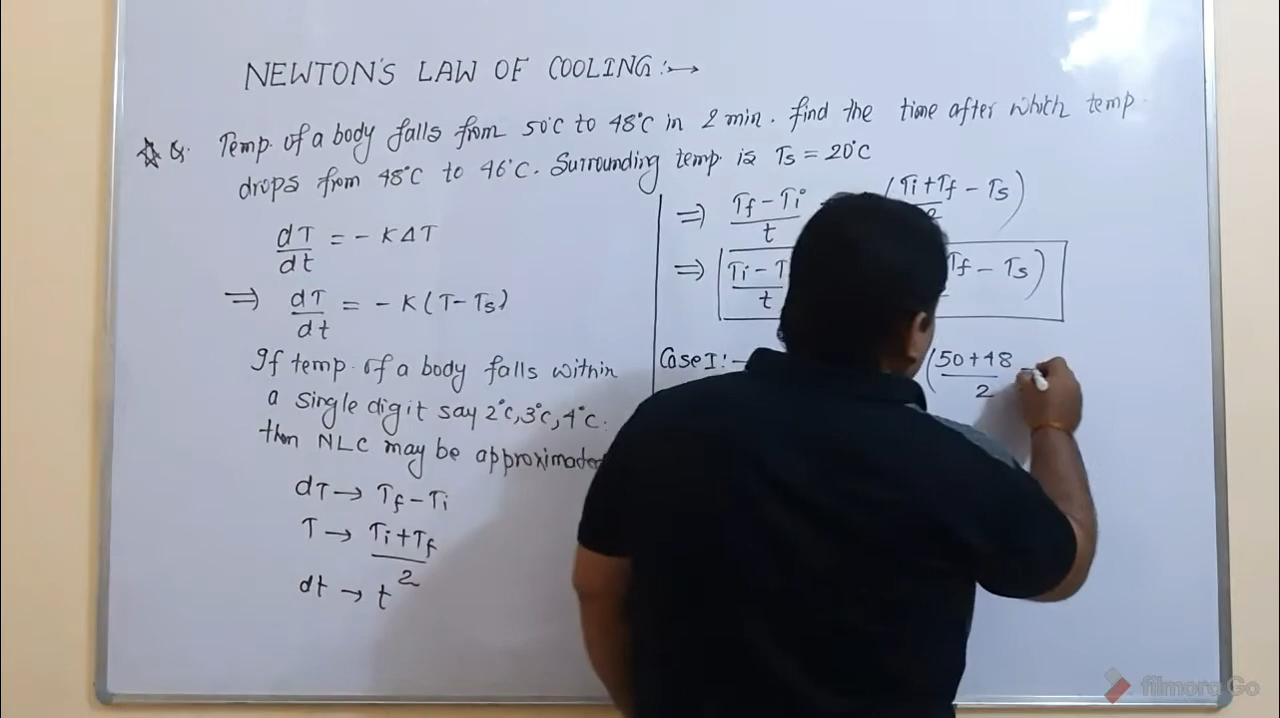 NEWTON'S LAW OF COOLING :→
Q. Temp. of a body falls from 50°C to 48°C in 2 min. find the time after which temp.
drops from 48°C to 46°C. Surrounding temp. is Ts = 20°C
dT/dt = - KΔT
⇒ dT/dt = - K(T-Ts)
If temp. of a body falls within
a single digit say 2°C, 3°C, 4°C.
then NLC may be approximated
dT → Tf - Ti
T → Ti+Tf/2
dt → t
⇒ Tf - Ti/t (Ti+Tf/2 - Ts)
⇒ Ti - T/t Tf - Ts)
Case I :- (50+48/2 -
filmora Go